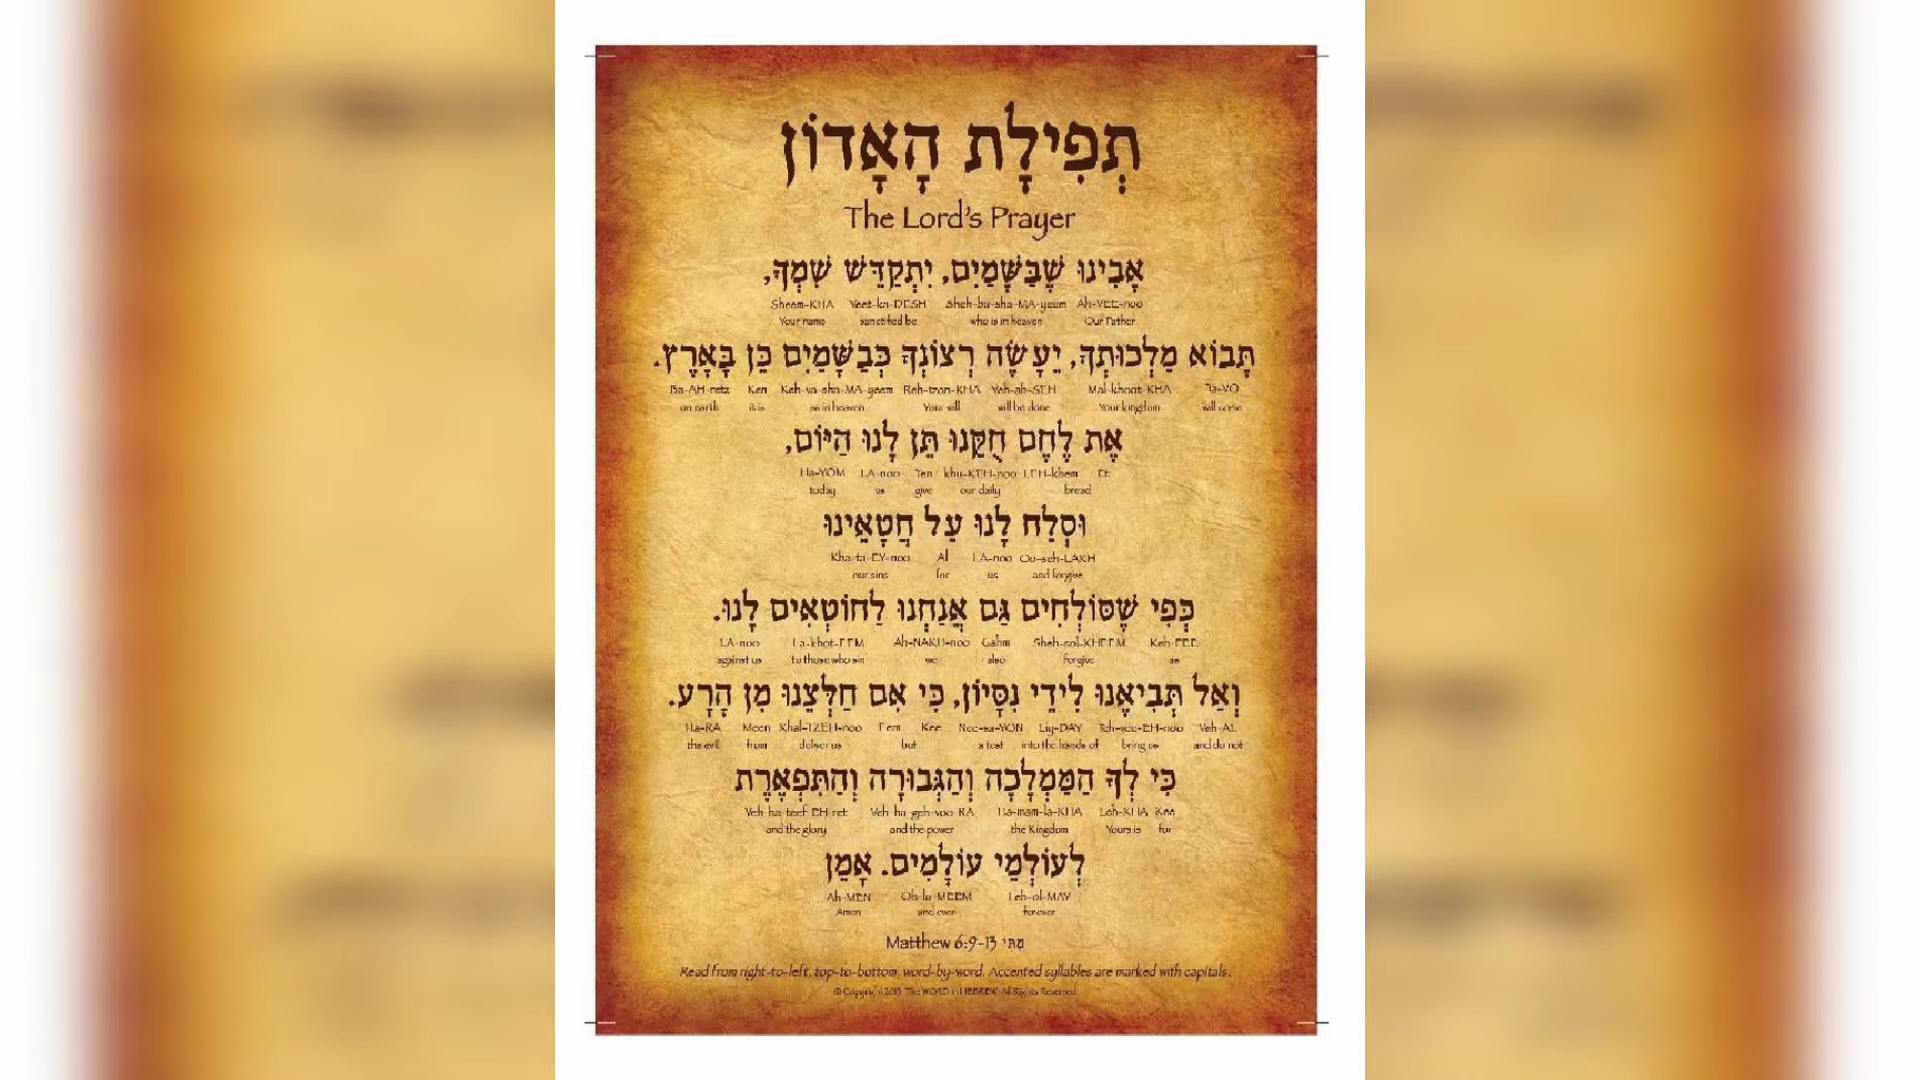 תְּפִילָת הָאָדוֹן
The Lord's Prayer
אָבִינוּ שֶׁבַּשָּׁמַיִם, יִתְקַדֵּשׁ שִׁמְךָ,
Sheem-KHA Yeet-ka-DESH Sheh-ba-sha-MA-yeem Ah-VEE-noo
Your name sanctified be who is in heaven Our Father
תָּבוֹא מַלְכוּתְךָ, יֵעָשֶׂה רְצוֹנְךָ כְּבַשָּׁמַיִם כֵּן בָּאָרֶץ.
Ba-AH-retz Ken Keh-va-sha-MA-yeem Reh-tzon-KHA Yeh-ah-SEH Mal-khoot-KHA Ta-VO
on earth it is as in heaven Your will will be done Your kingdom will come
אֶת לֶחֶם חֻקֵּנוּ תֵּן לָנוּ הַיּוֹם,
Ha-YOM LA-noo Ten khu-KEH-noo LEH-khem Et
today us give our daily bread
וּסְלַח לָנוּ עַל חֲטָאֵינוּ
Kha-ta-EY-noo Al LA-noo Oo-seh-LAKH
our sins for us and forgive
כְּפִי שֶׁסּוֹלְחִים גַּם אֲנַחְנוּ לַחוֹטְאִים לָנוּ.
LA-noo La-khot-EEM Ah-NAKH-noo Gahm Sheh-sol-KHEEM Keh-FEE
against us to those who sin we also forgive as
וְאַל תְּבִיאֵנוּ לִידֵי נִסָּיוֹן, כִּי אִם חַלְּצֵנוּ מִן הָרָע.
Ha-RA Meen Khal-TZEH-noo Eem Kee Nee-sa-YON Liy-DAY Teh-vee-EH-noo Veh-AL
the evil from deliver us but a test into the hands of bring us and do not
כִּי לְךָ הַמַּמְלָכָה וְהַגְּבוּרָה וְהַתִּפְאֶרֶת
Veh-ha-teef-EH-ret Veh-ha-geh-voo-RA Ha-mam-la-KHA Leh-KHA Kee
and the glory and the power the Kingdom Yours is for
לְעוֹלְמֵי עוֹלָמִים. אָמֵן
Ah-MEN Oh-la-MEEM Leh-ol-MAY
Amen and ever forever
Matthew 6:9-13 מתי
Read from right-to-left, top-to-bottom, word-by-word. Accented syllables are marked with capitals.
© Copyright 2013 The WORD in HEBREW All Rights Reserved